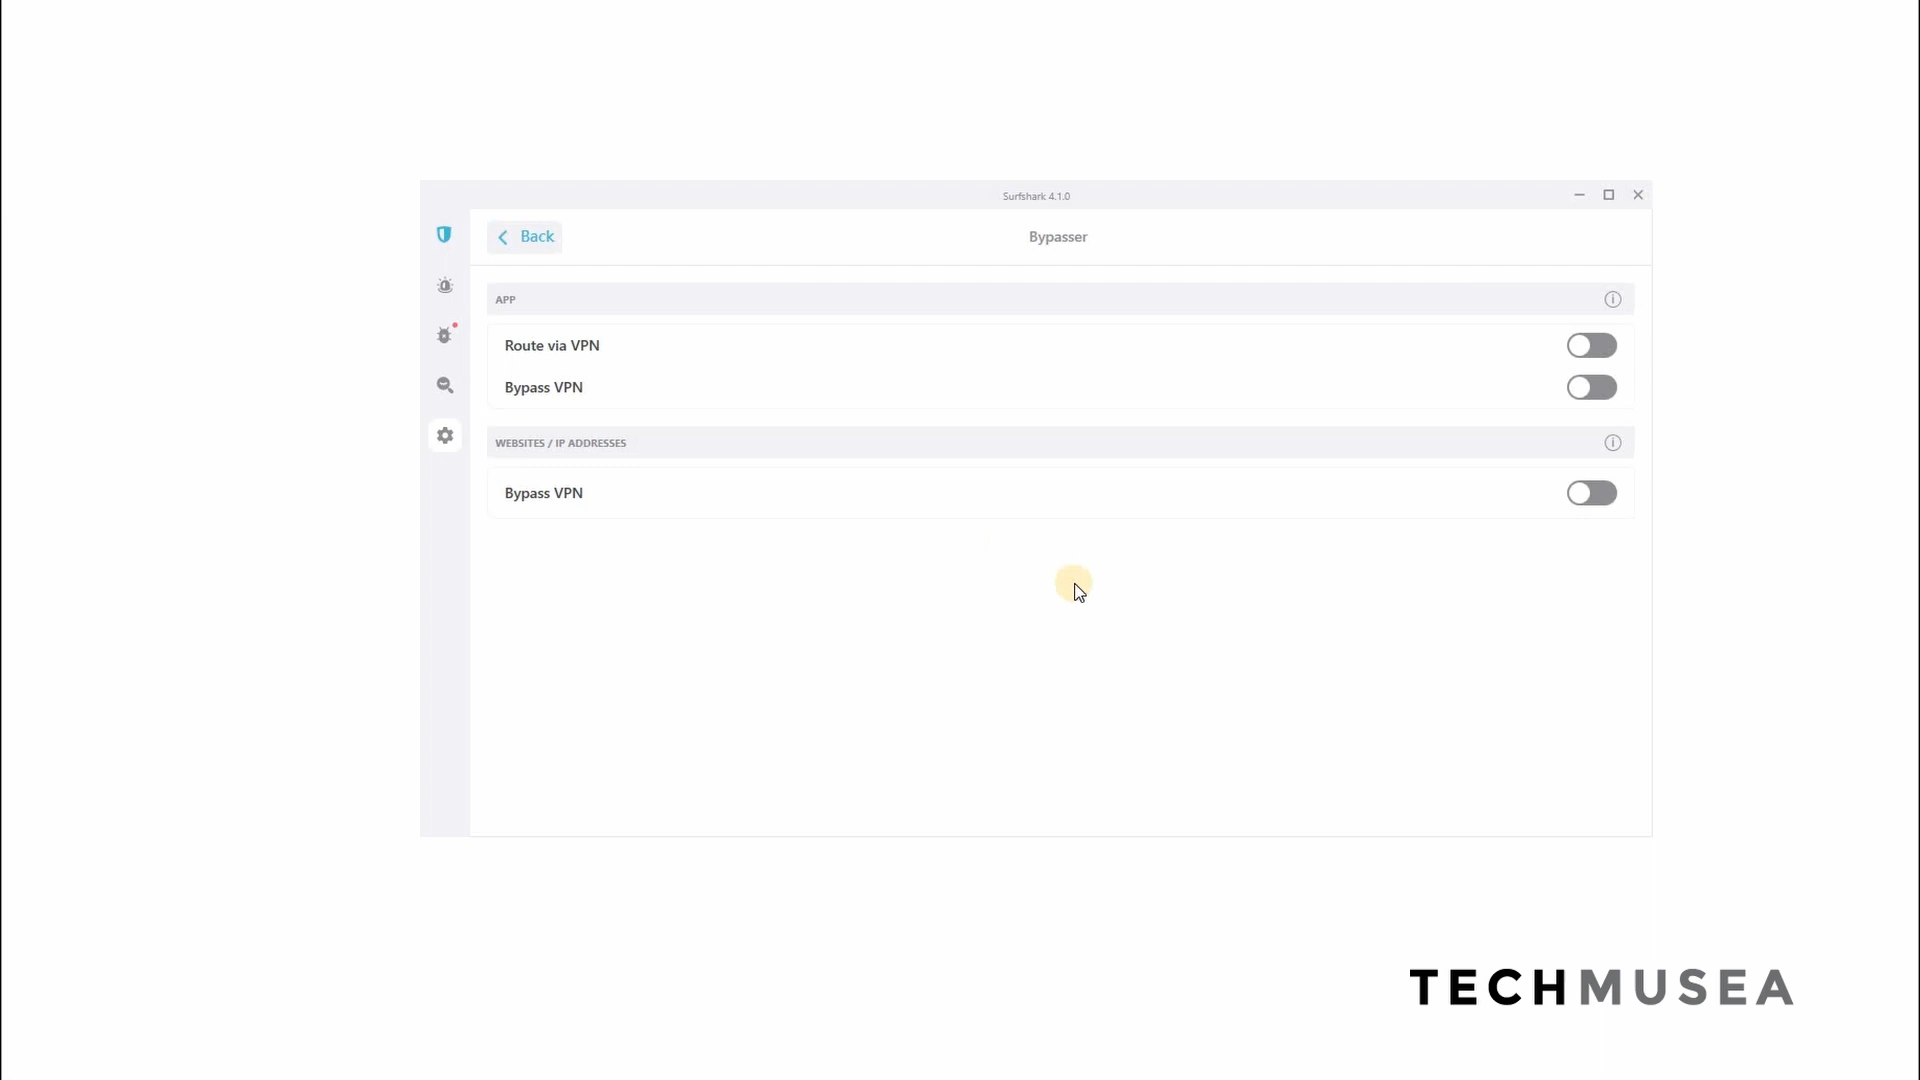 Surfshark 4.1.0
Back
Bypasser
APP
Route via VPN
Bypass VPN
WEBSITES / IP ADDRESSES
Bypass VPN
TECHMUSEA